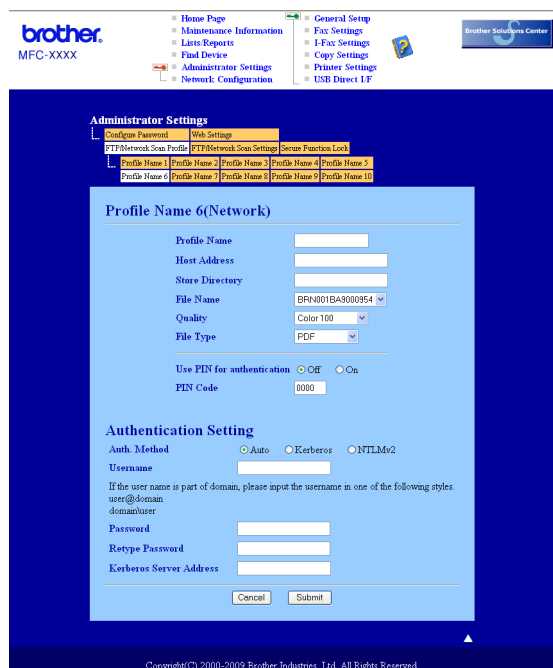 brother.
MFC-XXXX
Home Page
Maintenance Information
Lists/Reports
Find Device
Administrator Settings
Network Configuration
General Setup
Fax Settings
I-Fax Settings
Copy Settings
Printer Settings
USB Direct I/F
Brother Solutions Center
Administrator Settings
Configure Password Web Settings
FTP/Network Scan Profile FTP/Network Scan Settings Secure Function Lock
Profile Name 1 Profile Name 2 Profile Name 3 Profile Name 4 Profile Name 5
Profile Name 6 Profile Name 7 Profile Name 8 Profile Name 9 Profile Name 10
Profile Name 6(Network)
Profile Name
Host Address
Store Directory
File Name BRN001BA9000954
Quality Color 100
File Type PDF
Use PIN for authentication Off On
PIN Code 0000
Authentication Setting
Auth. Method Auto Kerberos NTLMv2
Username
If the user name is part of domain, please input the username in one of the following styles.
user@domain
domain\user
Password
Retype Password
Kerberos Server Address
Cancel Submit
Copyright(C) 2000-2009 Brother Industries, Ltd. All Rights Reserved.